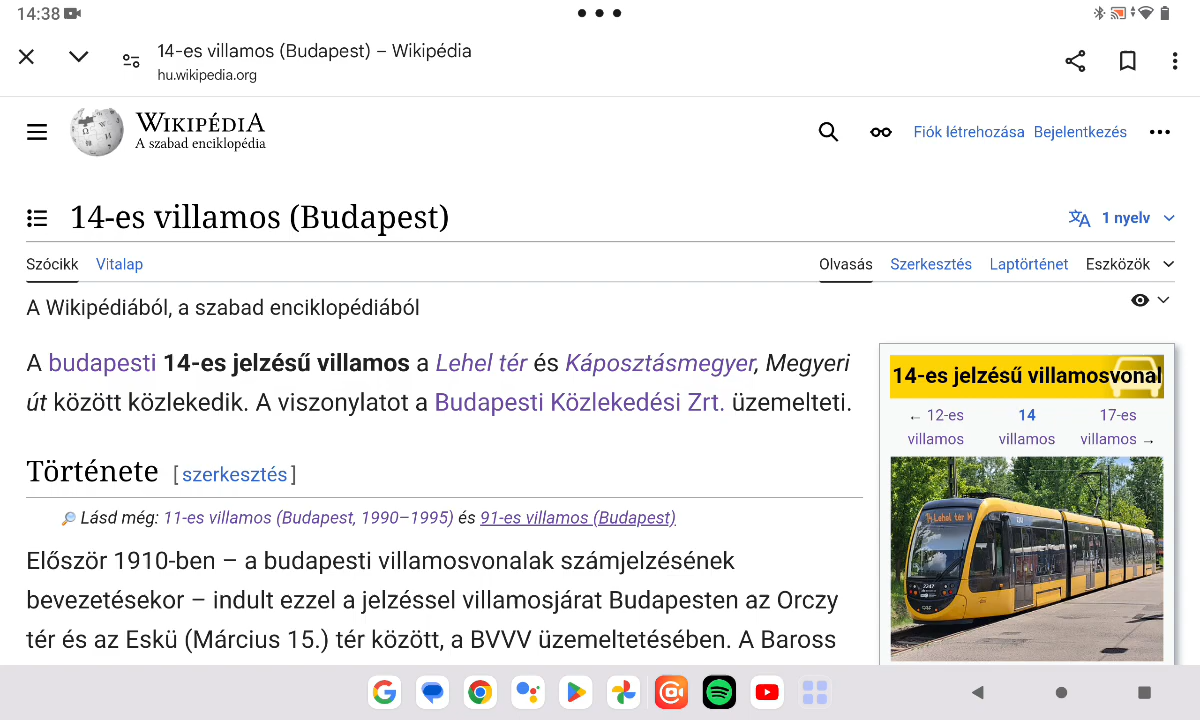 14:38
14-es villamos (Budapest) – Wikipédia
hu.wikipedia.org
WIKIPÉDIA
A szabad enciklopédia
Fiók létrehozása Bejelentkezés
14-es villamos (Budapest)
1 nyelv
Szócikk Vitalap
Olvasás Szerkesztés Laptörténet Eszközök
A Wikipédiából, a szabad enciklopédiából
A budapesti 14-es jelzésű villamos a Lehel tér és Káposztásmegyer, Megyeri
út között közlekedik. A viszonylatot a Budapesti Közlekedési Zrt. üzemelteti.
Története [szerkesztés]
Lásd még: 11-es villamos (Budapest, 1990–1995) és 91-es villamos (Budapest)
Először 1910-ben – a budapesti villamosvonalak számjelzésének
bevezetésekor – indult ezzel a jelzéssel villamosjárat Budapesten az Orczy
tér és az Eskü (Március 15.) tér között, a BVVV üzemeltetésében. A Baross
14-es jelzésű villamosvonal
← 12-es
villamos
14
villamos
17-es
villamos →
14 Lehel tér M
2247